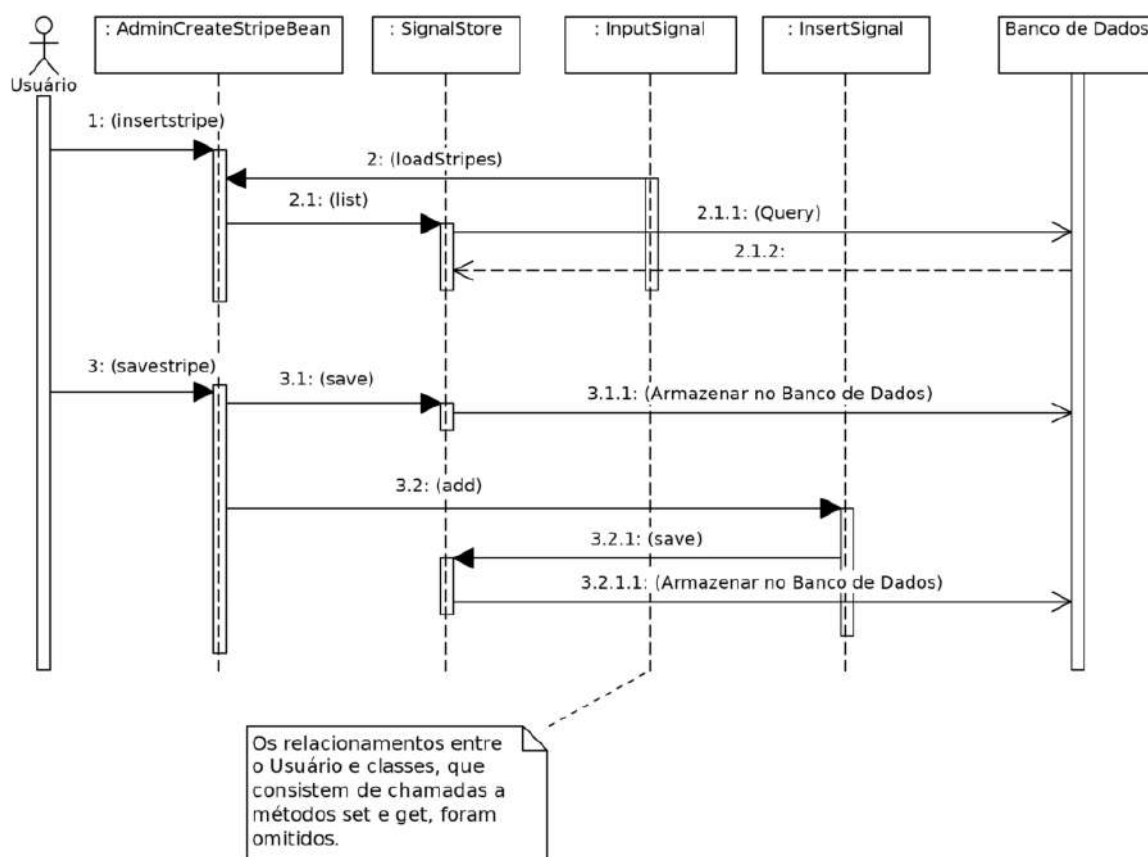 : AdminCreateStripeBean
: SignalStore
: InputSignal
: InsertSignal
Banco de Dados
Usuário
1: (insertstripe)
2: (loadStripes)
2.1: (list)
2.1.1: (Query)
2.1.2:
3: (savestripe)
3.1: (save)
3.1.1: (Armazenar no Banco de Dados)
3.2: (add)
3.2.1: (save)
3.2.1.1: (Armazenar no Banco de Dados)
Os relacionamentos entre
o Usuário e classes, que
consistem de chamadas a
métodos set e get, foram
omitidos.